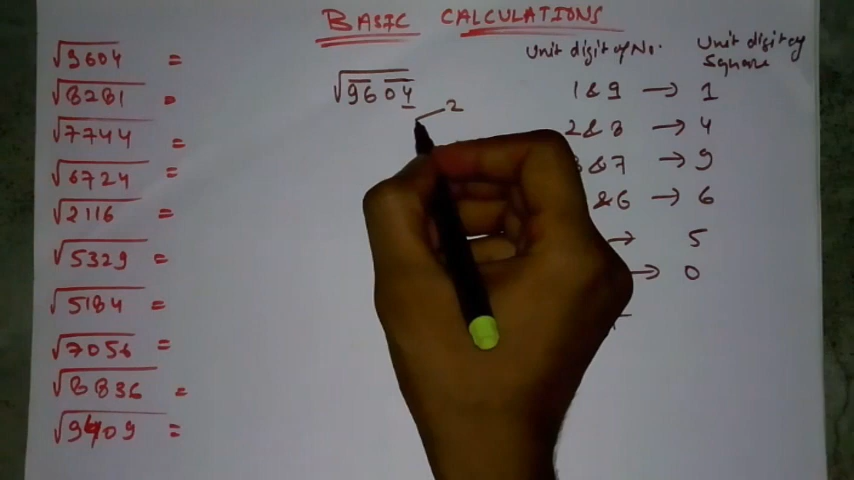 BASIC CALCULATIONS
√9604 =
√8281 =
√7744 =
√6724 =
√2116 =
√5329 =
√5184 =
√7056 =
√8836 =
√9409 =
√9604
2
Unit digit of No. Unit digit of Square
1 & 9 → 1
2 & 8 → 4
& 7 → 9
& 6 → 6
→ 5
→ 0